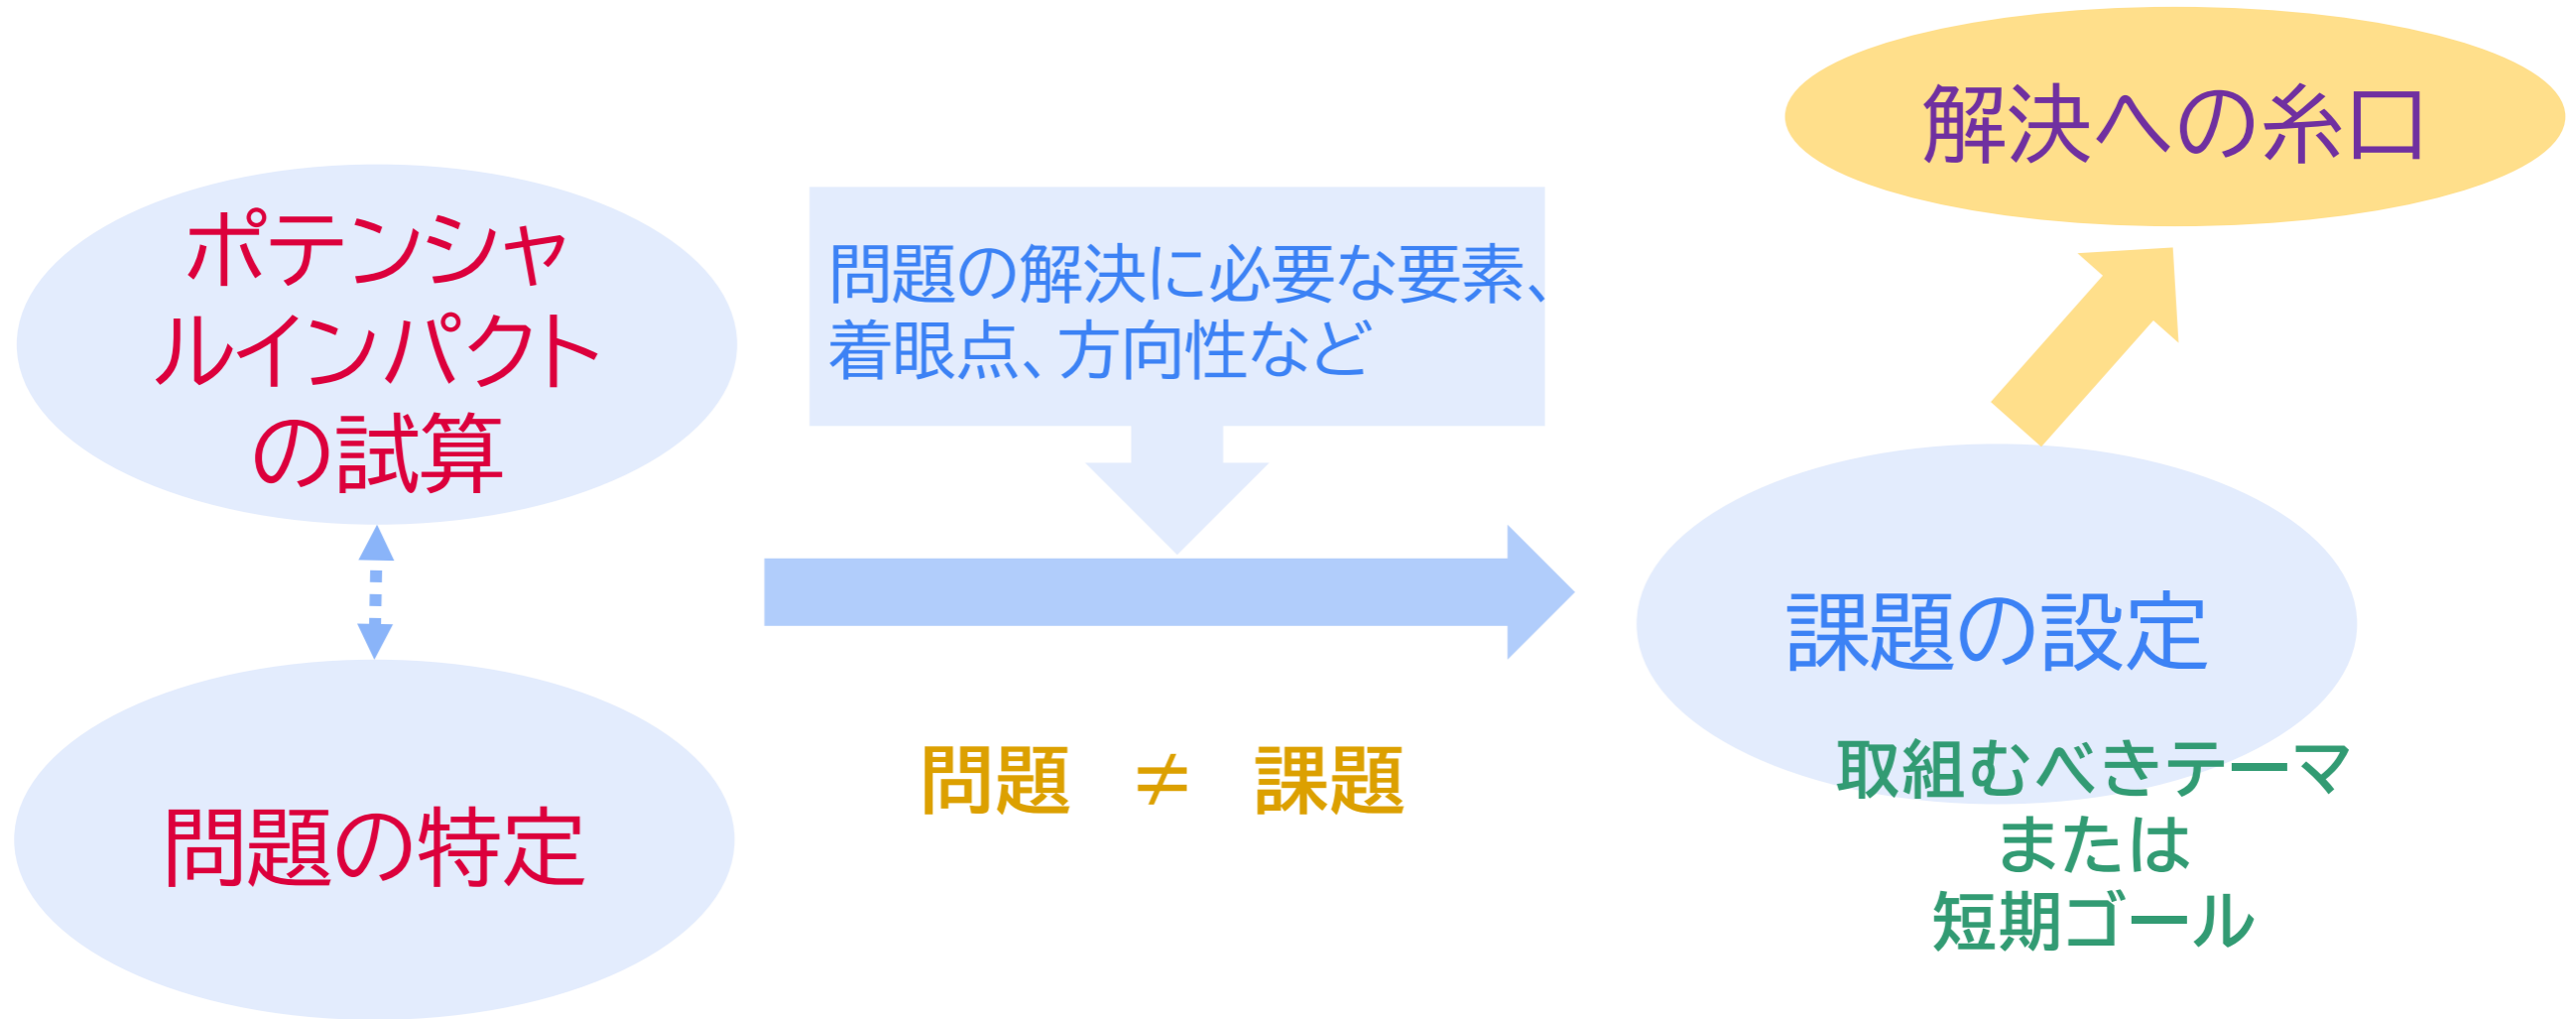 解決への糸口
ポテンシャ
ルインパクト
の試算
問題の解決に必要な要素、
着眼点、方向性など
課題の設定
問題の特定
問題 ≠ 課題
取組むべきテーマ
または
短期ゴール